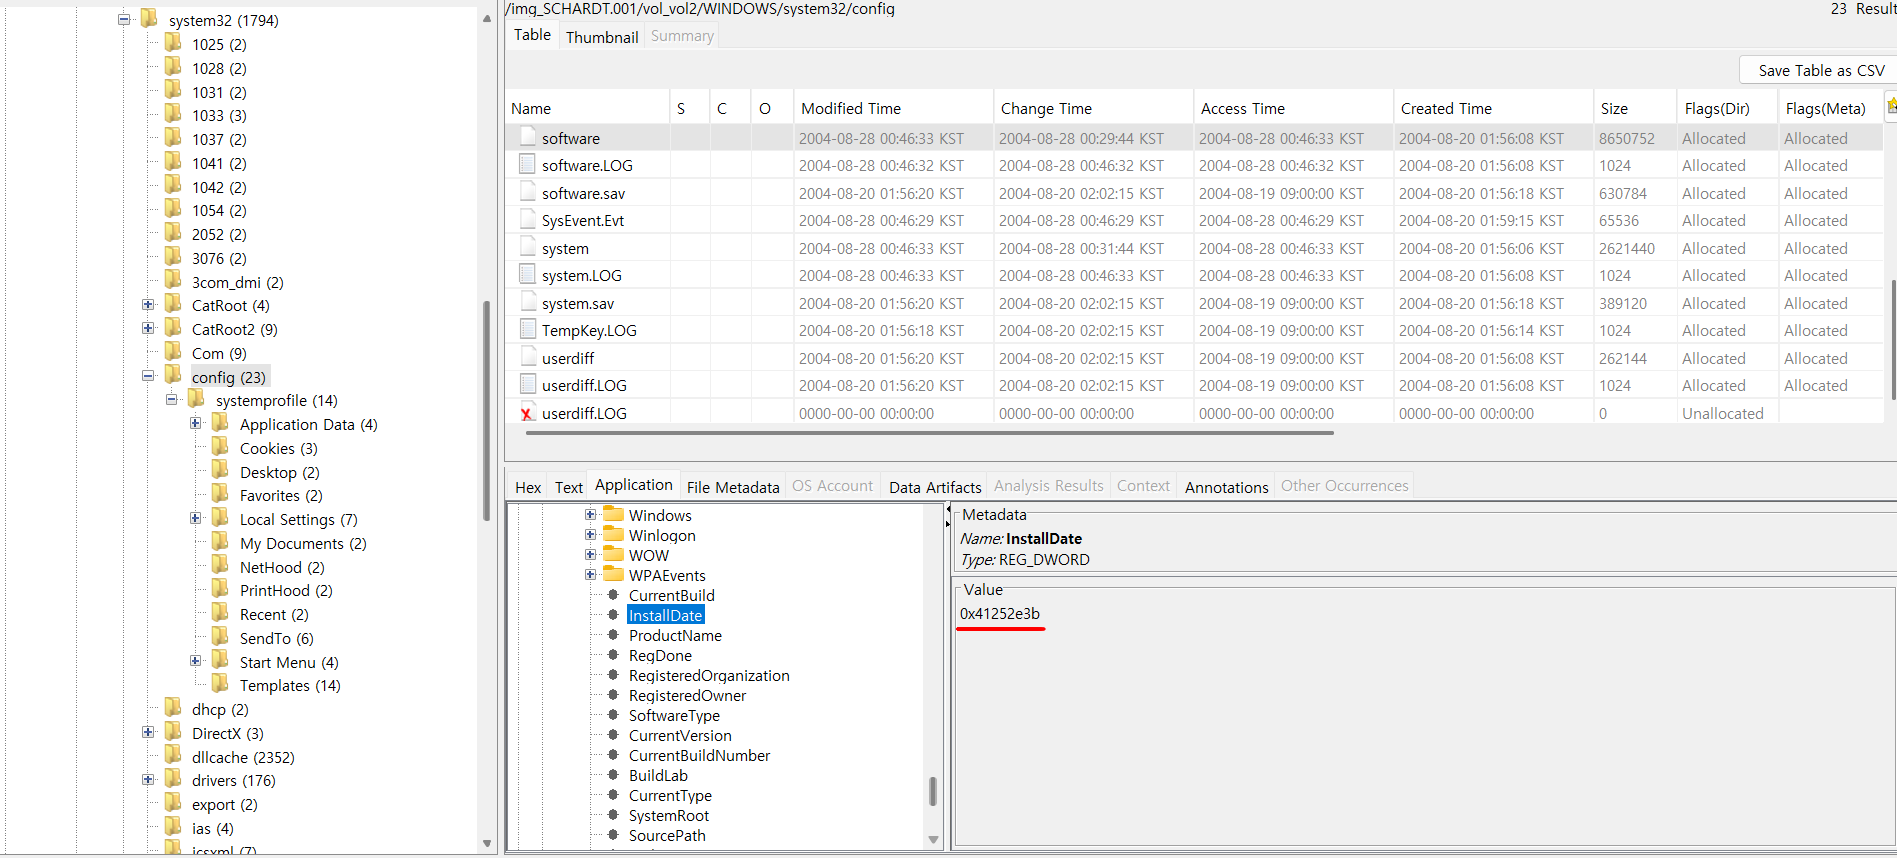 system32 (1794)
1025 (2)
1028 (2)
1031 (2)
1033 (3)
1037 (2)
1041 (2)
1042 (2)
1054 (2)
2052 (2)
3076 (2)
3com_dmi (2)
CatRoot (4)
CatRoot2 (9)
Com (9)
config (23)
systemprofile (14)
Application Data (4)
Cookies (3)
Desktop (2)
Favorites (2)
Local Settings (7)
My Documents (2)
NetHood (2)
PrintHood (2)
Recent (2)
SendTo (6)
Start Menu (4)
Templates (14)
dhcp (2)
DirectX (3)
dllcache (2352)
drivers (176)
export (2)
ias (4)
icsxml (7)
/img_SCHARDT.001/vol_vol2/WINDOWS/system32/config 23 Result
Table Thumbnail Summary
Save Table as CSV
Name S C O Modified Time Change Time Access Time Created Time Size Flags(Dir) Flags(Meta)
software 2004-08-28 00:46:33 KST 2004-08-28 00:29:44 KST 2004-08-28 00:46:33 KST 2004-08-20 01:56:08 KST 8650752 Allocated Allocated
software.LOG 2004-08-28 00:46:32 KST 2004-08-28 00:46:32 KST 2004-08-28 00:46:32 KST 2004-08-20 01:56:08 KST 1024 Allocated Allocated
software.sav 2004-08-20 01:56:20 KST 2004-08-20 02:02:15 KST 2004-08-19 09:00:00 KST 2004-08-20 01:56:18 KST 630784 Allocated Allocated
SysEvent.Evt 2004-08-28 00:46:29 KST 2004-08-28 00:46:29 KST 2004-08-28 00:46:29 KST 2004-08-20 01:59:15 KST 65536 Allocated Allocated
system 2004-08-28 00:46:33 KST 2004-08-28 00:31:44 KST 2004-08-28 00:46:33 KST 2004-08-20 01:56:06 KST 2621440 Allocated Allocated
system.LOG 2004-08-28 00:46:33 KST 2004-08-28 00:46:33 KST 2004-08-28 00:46:33 KST 2004-08-20 01:56:08 KST 1024 Allocated Allocated
system.sav 2004-08-20 01:56:20 KST 2004-08-20 02:02:15 KST 2004-08-19 09:00:00 KST 2004-08-20 01:56:18 KST 389120 Allocated Allocated
TempKey.LOG 2004-08-20 01:56:18 KST 2004-08-20 02:02:15 KST 2004-08-19 09:00:00 KST 2004-08-20 01:56:14 KST 1024 Allocated Allocated
userdiff 2004-08-20 01:56:20 KST 2004-08-20 02:02:15 KST 2004-08-19 09:00:00 KST 2004-08-20 01:56:08 KST 262144 Allocated Allocated
userdiff.LOG 2004-08-20 01:56:20 KST 2004-08-20 02:02:15 KST 2004-08-19 09:00:00 KST 2004-08-20 01:56:08 KST 1024 Allocated Allocated
userdiff.LOG 0000-00-00 00:00:00 0000-00-00 00:00:00 0000-00-00 00:00:00 0000-00-00 00:00:00 0 Unallocated
Hex Text Application File Metadata OS Account Data Artifacts Analysis Results Context Annotations Other Occurrences
Windows
Winlogon
WOW
WPAEvents
CurrentBuild
InstallDate
ProductName
RegDone
RegisteredOrganization
RegisteredOwner
SoftwareType
CurrentVersion
CurrentBuildNumber
BuildLab
CurrentType
SystemRoot
SourcePath
Metadata
Name: InstallDate
Type: REG_DWORD
Value
0x41252e3b